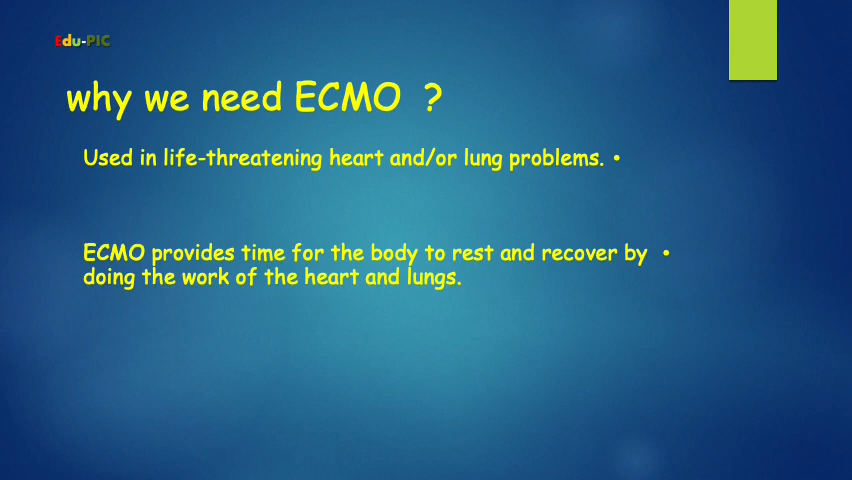 Edu-PIC
why we need ECMO ?
Used in life-threatening heart and/or lung problems. •
ECMO provides time for the body to rest and recover by •
doing the work of the heart and lungs.